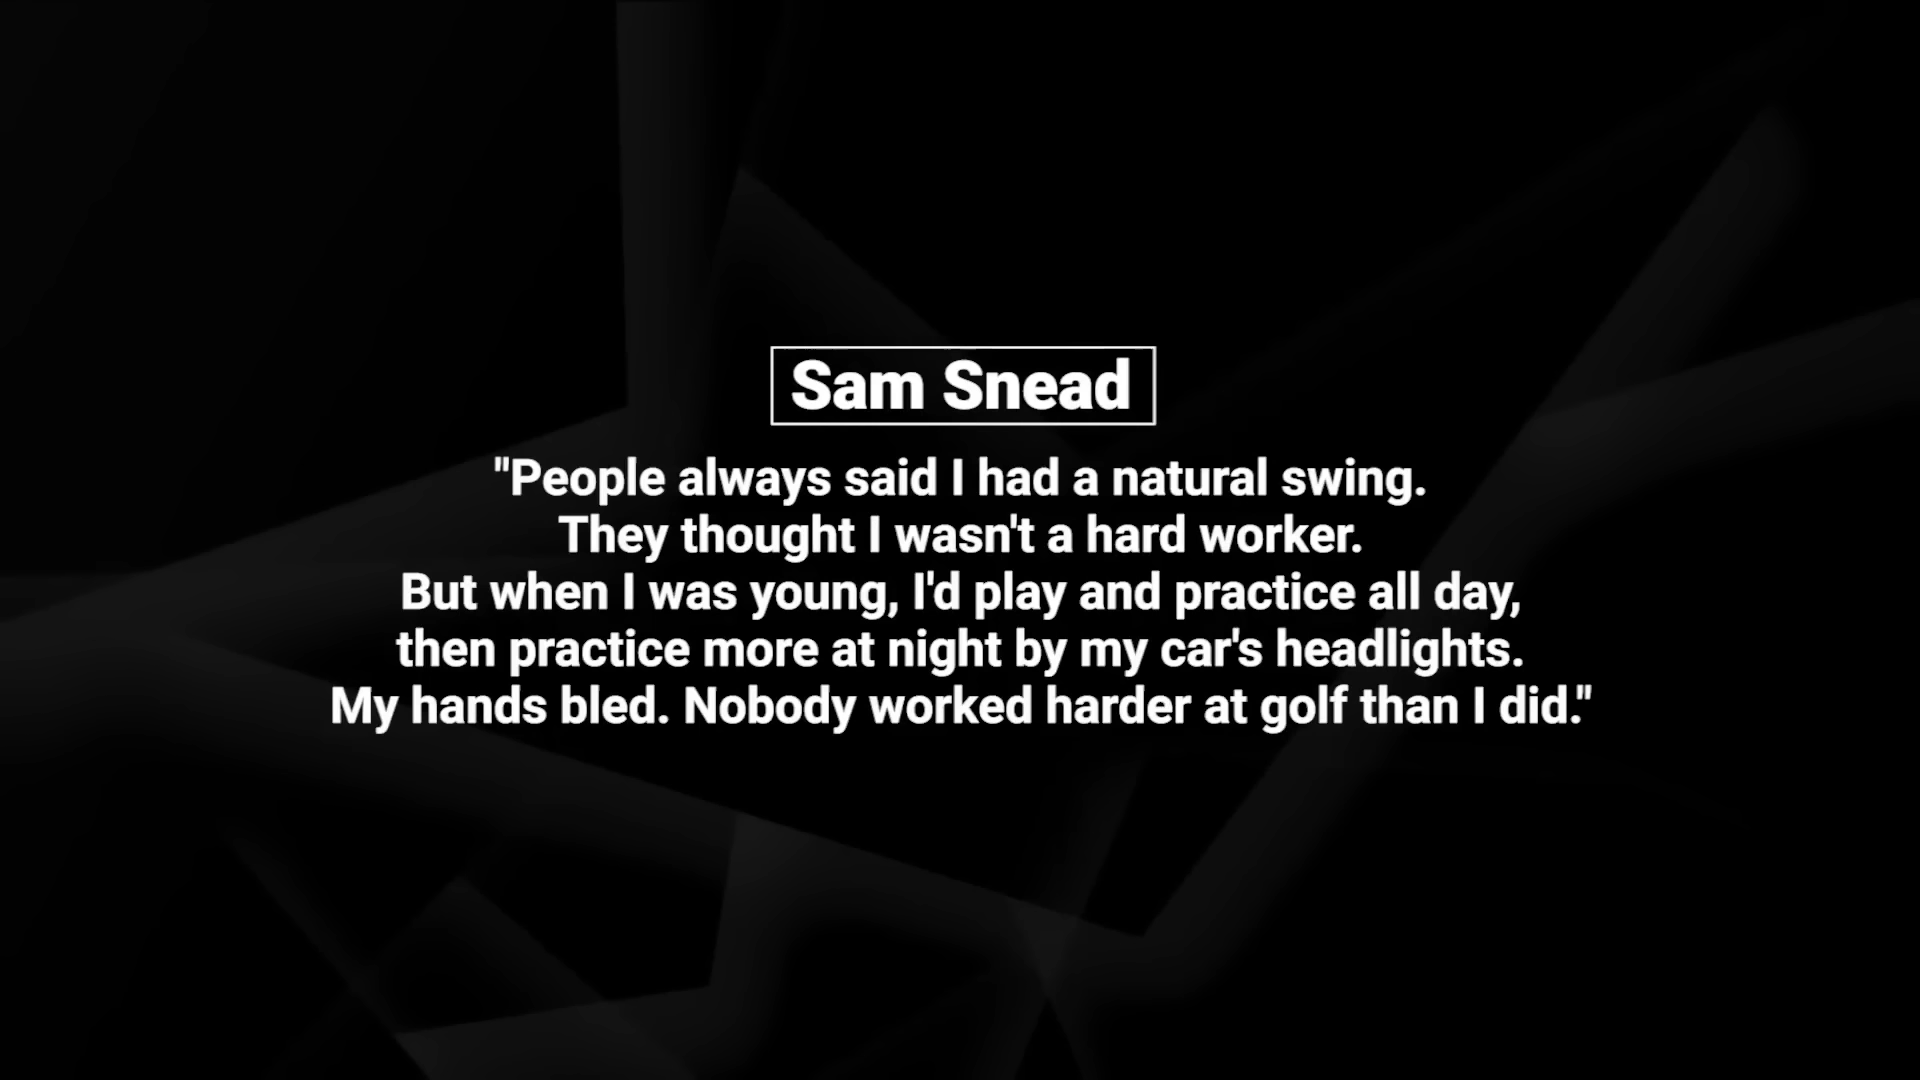 Sam Snead
"People always said I had a natural swing.
They thought I wasn't a hard worker.
But when I was young, I'd play and practice all day,
then practice more at night by my car's headlights.
My hands bled. Nobody worked harder at golf than I did."